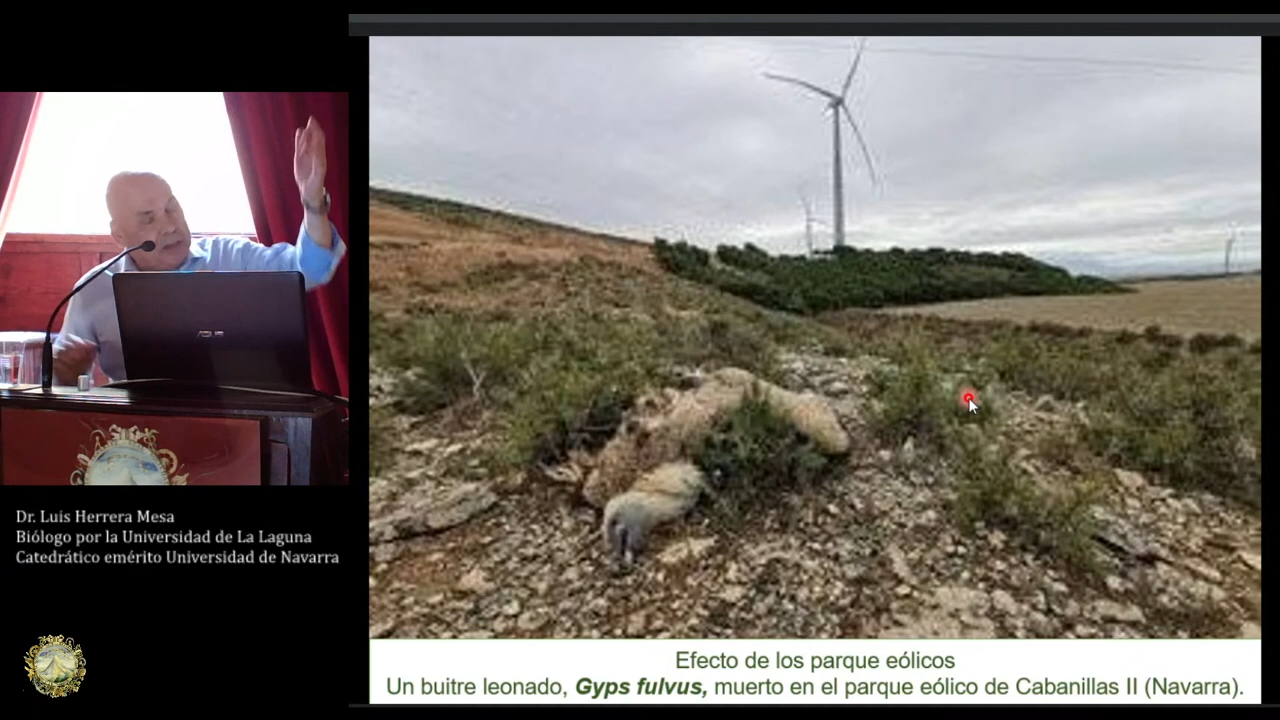 ASUS
Dr. Luis Herrera Mesa
Biólogo por la Universidad de La Laguna
Catedrático emérito Universidad de Navarra
Efecto de los parque eólicos
Un buitre leonado, Gyps fulvus, muerto en el parque eólico de Cabanillas II (Navarra).